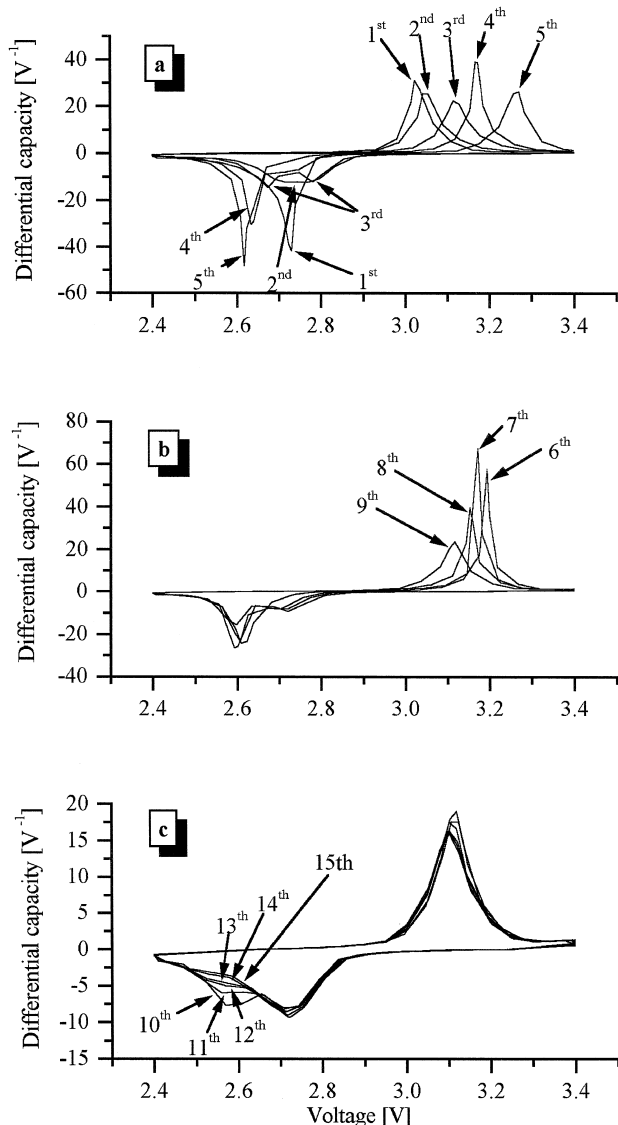 a
Differential capacity [V⁻¹]
40
20
0
-20
-40
-60
1st
2nd
3rd
4th
5th
4th
5th
2nd
3rd
1st
2.4 2.6 2.8 3.0 3.2 3.4
b
Differential capacity [V⁻¹]
80
60
40
20
0
-20
-40
7th
6th
8th
9th
2.4 2.6 2.8 3.0 3.2 3.4
c
Differential capacity [V⁻¹]
20
15
10
5
0
-5
-10
-15
15th
14th
13th
10th
11th
12th
2.4 2.6 2.8 3.0 3.2 3.4
Voltage [V]